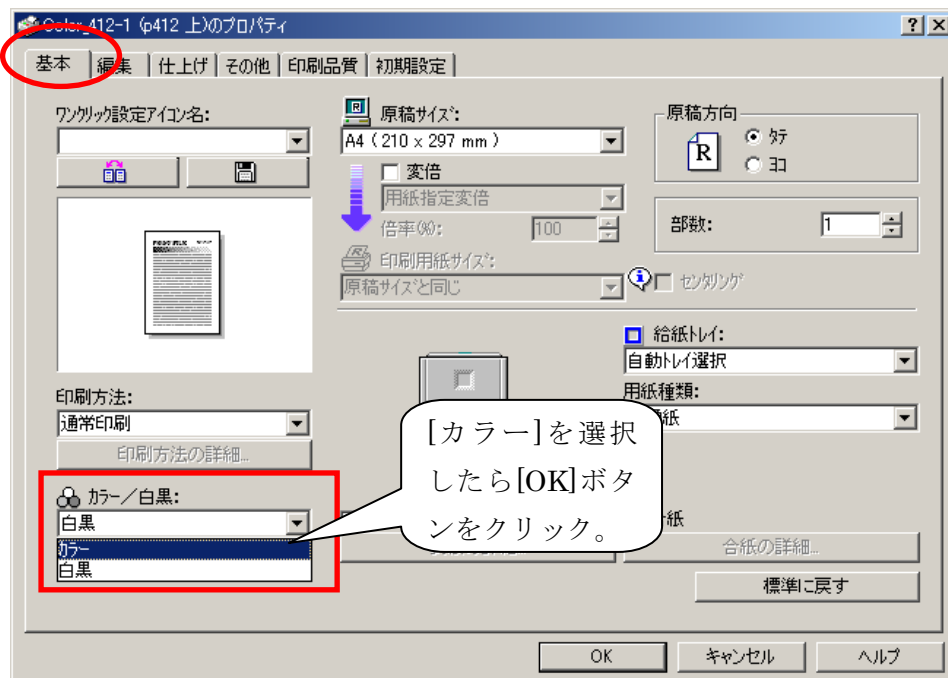 Color_412-1 (p412 上)のプロパティ
基本
編集
仕上げ
その他
印刷品質
初期設定
ワンクリック設定アイコン名:
原稿サイズ:
A4 ( 210 x 297 mm )
変倍
用紙指定変倍
倍率(%):
100
印刷用紙サイズ:
原稿サイズと同じ
原稿方向
R
タテ
ヨコ
部数:
1
センタリング
給紙トレイ:
自動トレイ選択
用紙種類:
紙
印刷方法:
通常印刷
印刷方法の詳細...
カラー/白黒:
白黒
カラー
白黒
[カラー]を選択
したら[OK]ボタ
ンをクリック。
紙
合紙の詳細...
標準に戻す
OK
キャンセル
ヘルプ